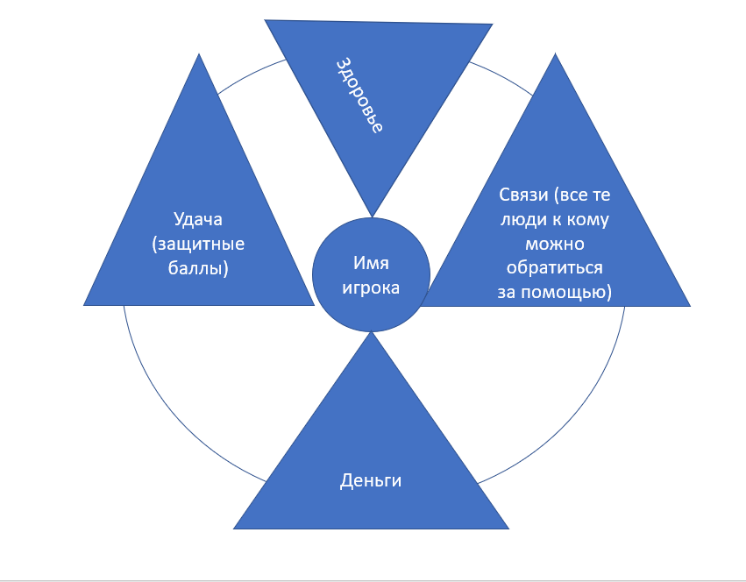 Здоровье
Удача
(защитные
баллы)
Связи (все те
люди к кому
можно
обратиться
за помощью)
Имя
игрока
Деньги